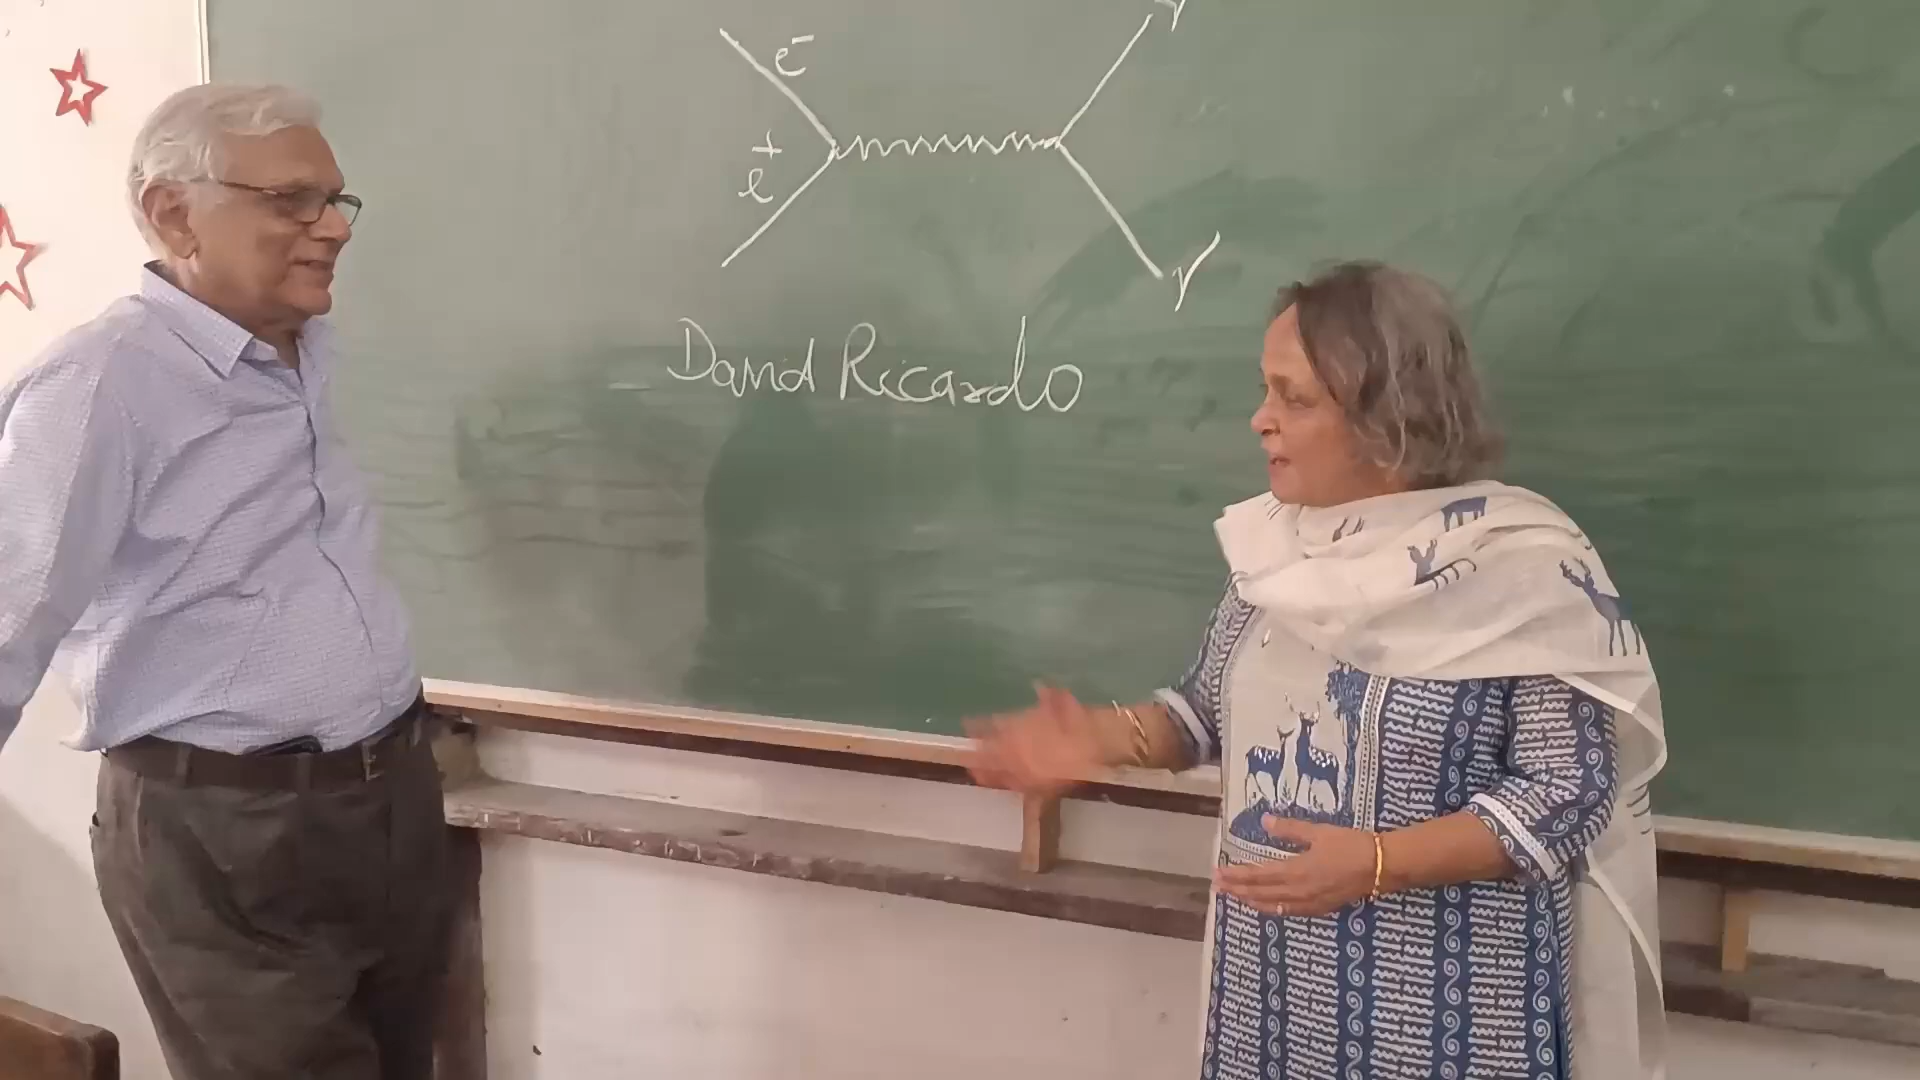 e⁻
e⁺
γ
David Ricardo